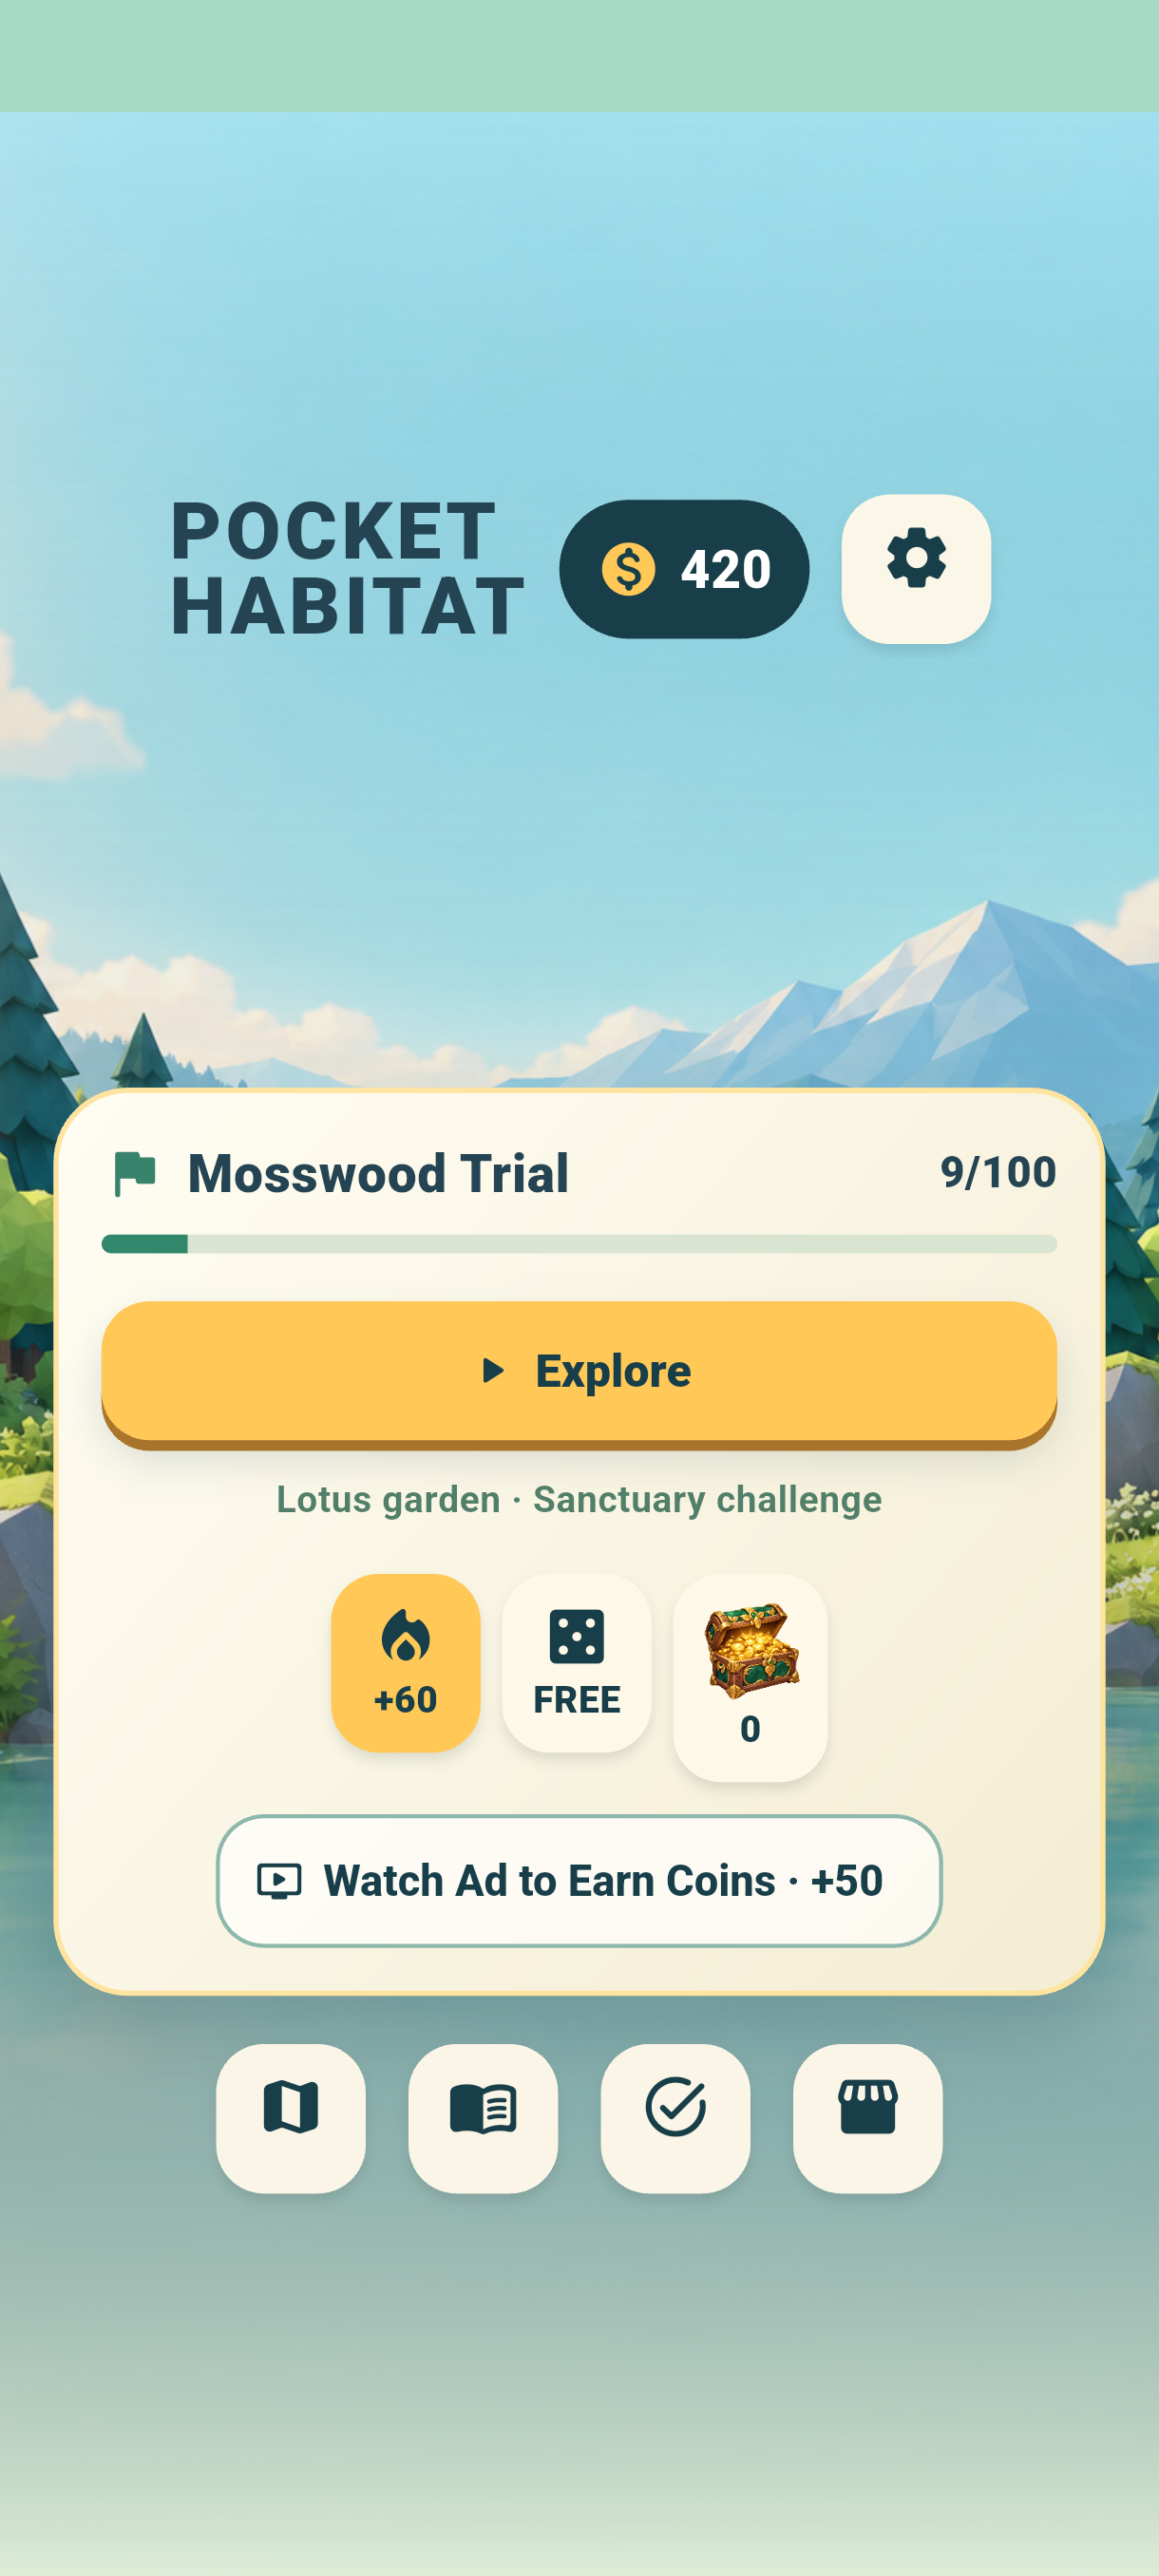 POCKET
HABITAT
420
Mosswood Trial
9/100
Explore
Lotus garden · Sanctuary challenge
+60
FREE
0
Watch Ad to Earn Coins · +50